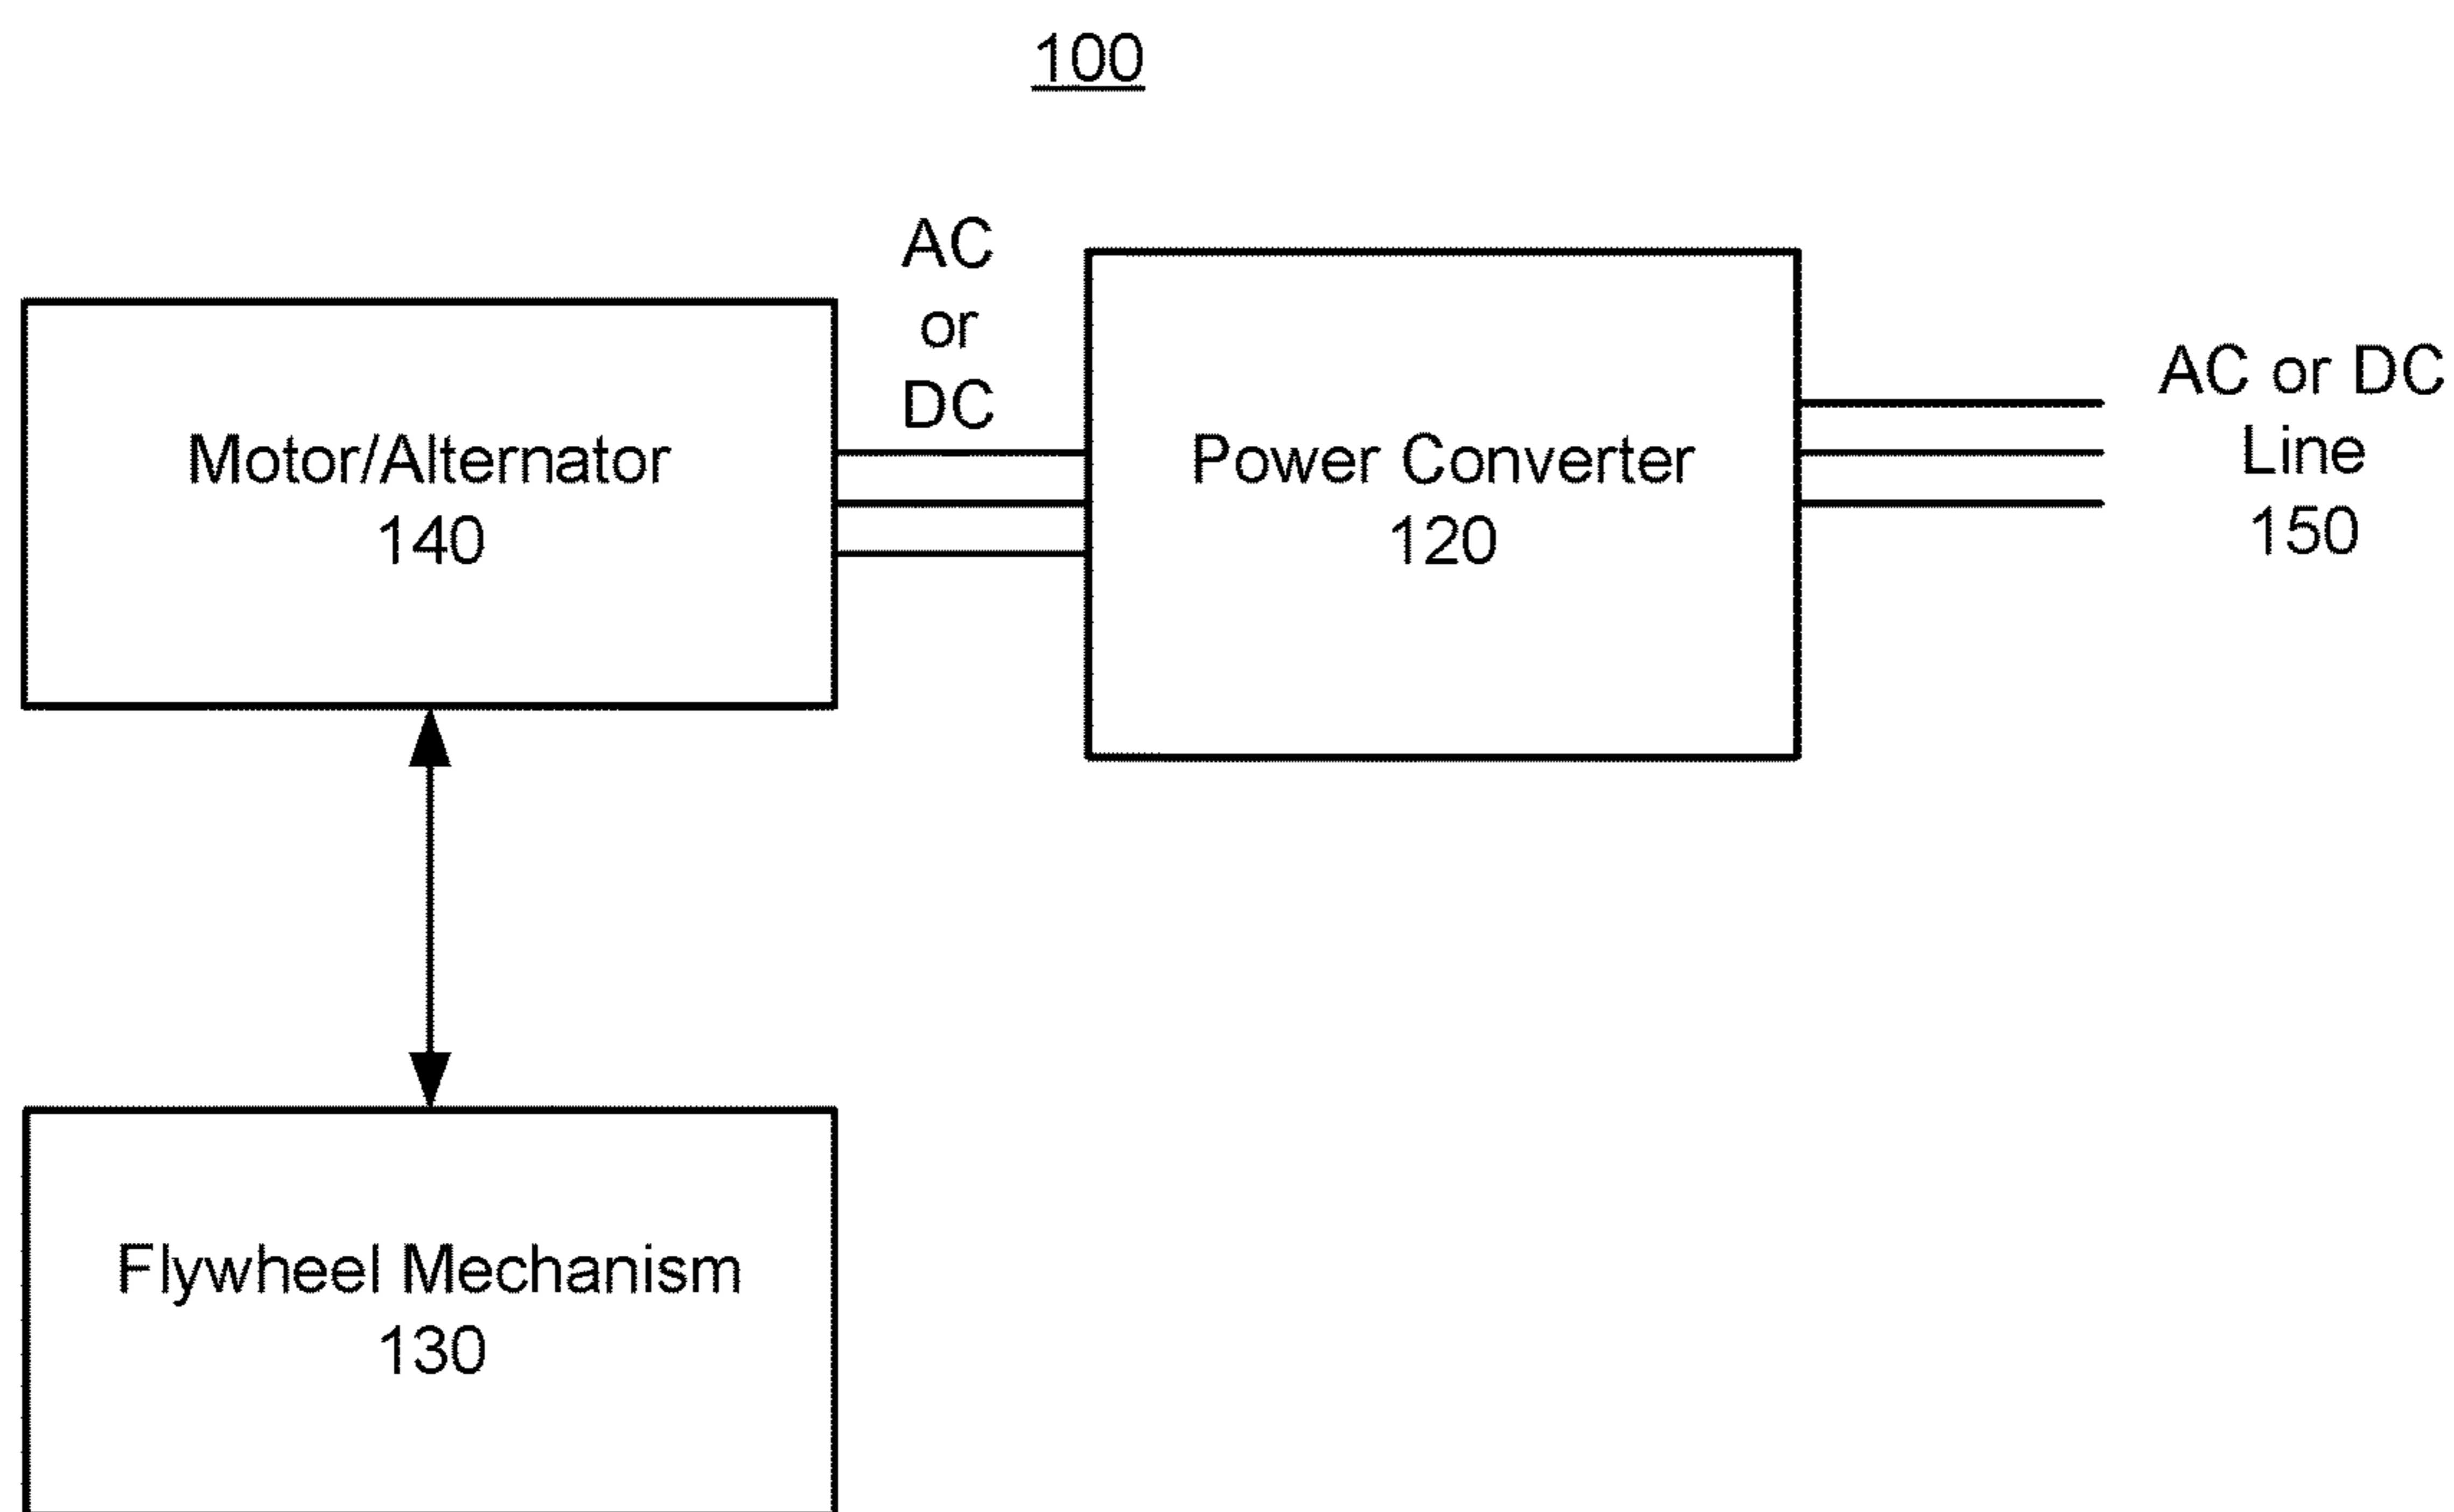 100
AC
or
DC
Motor/Alternator
140
Power Converter
120
AC or DC
Line
150
Flywheel Mechanism
130